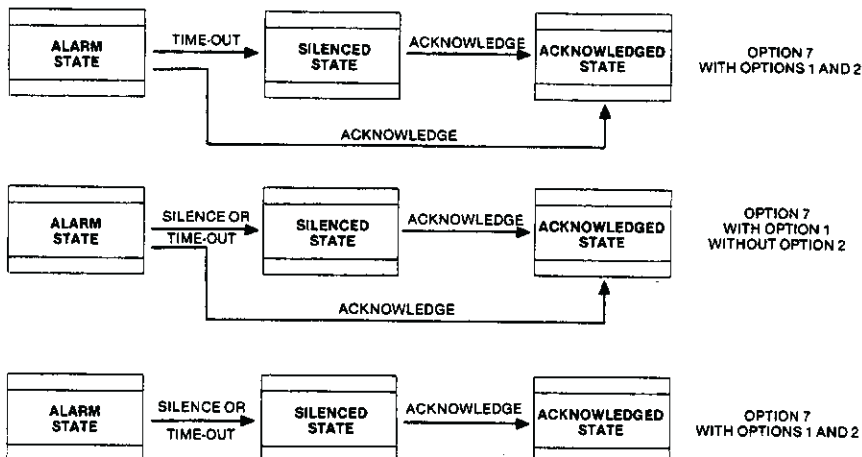 ALARM
STATE
TIME-OUT
SILENCED
STATE
ACKNOWLEDGE
ACKNOWLEDGED
STATE
OPTION 7
WITH OPTIONS 1 AND 2
ACKNOWLEDGE
ALARM
STATE
SILENCE OR
TIME-OUT
SILENCED
STATE
ACKNOWLEDGE
ACKNOWLEDGED
STATE
OPTION 7
WITH OPTION 1
WITHOUT OPTION 2
ACKNOWLEDGE
ALARM
STATE
SILENCE OR
TIME-OUT
SILENCED
STATE
ACKNOWLEDGE
ACKNOWLEDGED
STATE
OPTION 7
WITH OPTIONS 1 AND 2